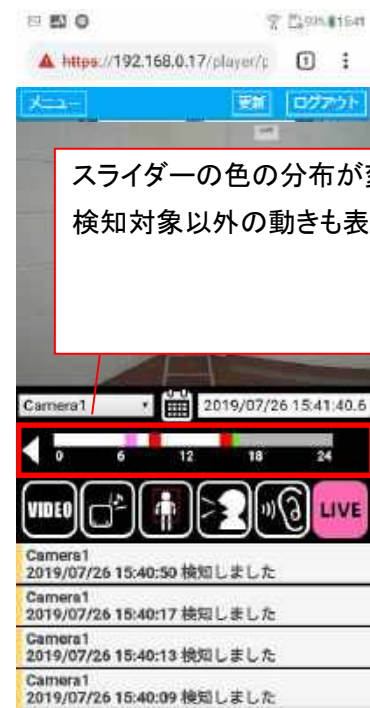 15:41
https://192.168.0.17/player/p
1
メニュー
更新
ログアウト
スライダーの色の分布が
検知対象以外の動きも表
Camera1
2019/07/26 15:41:40.6
0 6 12 18 24
VIDEO
LIVE
Camera1
2019/07/26 15:40:50 検知しました
Camera1
2019/07/26 15:40:17 検知しました
Camera1
2019/07/26 15:40:13 検知しました
Camera1
2019/07/26 15:40:09 検知しました